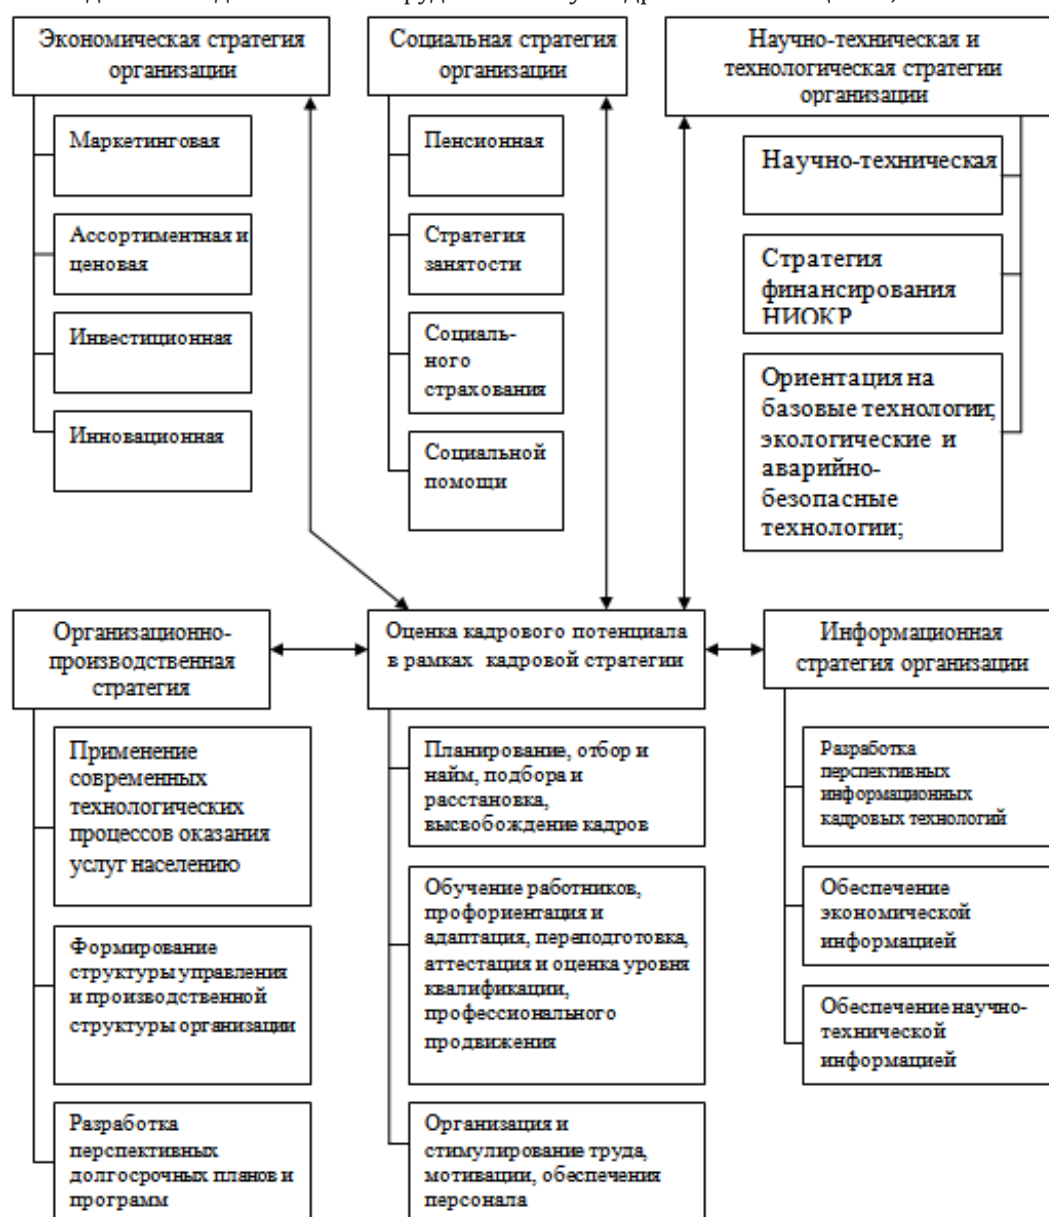 Экономическая стратегия
организации
Маркетинговая
Ассортиментная и
ценовая
Инвестиционная
Инновационная
Социальная стратегия
организации
Пенсионная
Стратегия
занятости
Социаль-
ного
страхования
Социальной
помощи
Научно-техническая и
технологическая стратегии
организации
Научно-техническая
Стратегия
финансирования
НИОКР
Ориентация на
базовые технологии;
экологические и
аварийно-
безопасные
технологии;
Организационно-
производственная
стратегия
Применение
современных
технологических
процессов оказания
услуг населению
Формирование
структуры управления
и производственной
структуры организации
Разработка
перспективных
долгосрочных планов и
программ
Оценка кадрового потенциала
в рамках кадровой стратегии
Планирование, отбор и
найм, подбора и
расстановка,
высвобождение кадров
Обучение работников,
профориентация и
адаптация, переподготовка,
аттестация и оценка уровня
квалификации,
профессионального
продвижения
Организация и
стимулирование труда,
мотивации, обеспечения
персонала
Информационная
стратегия организации
Разработка
перспективных
информационных
кадровых технологий
Обеспечение
экономической
информацией
Обеспечение научно-
технической
информацией